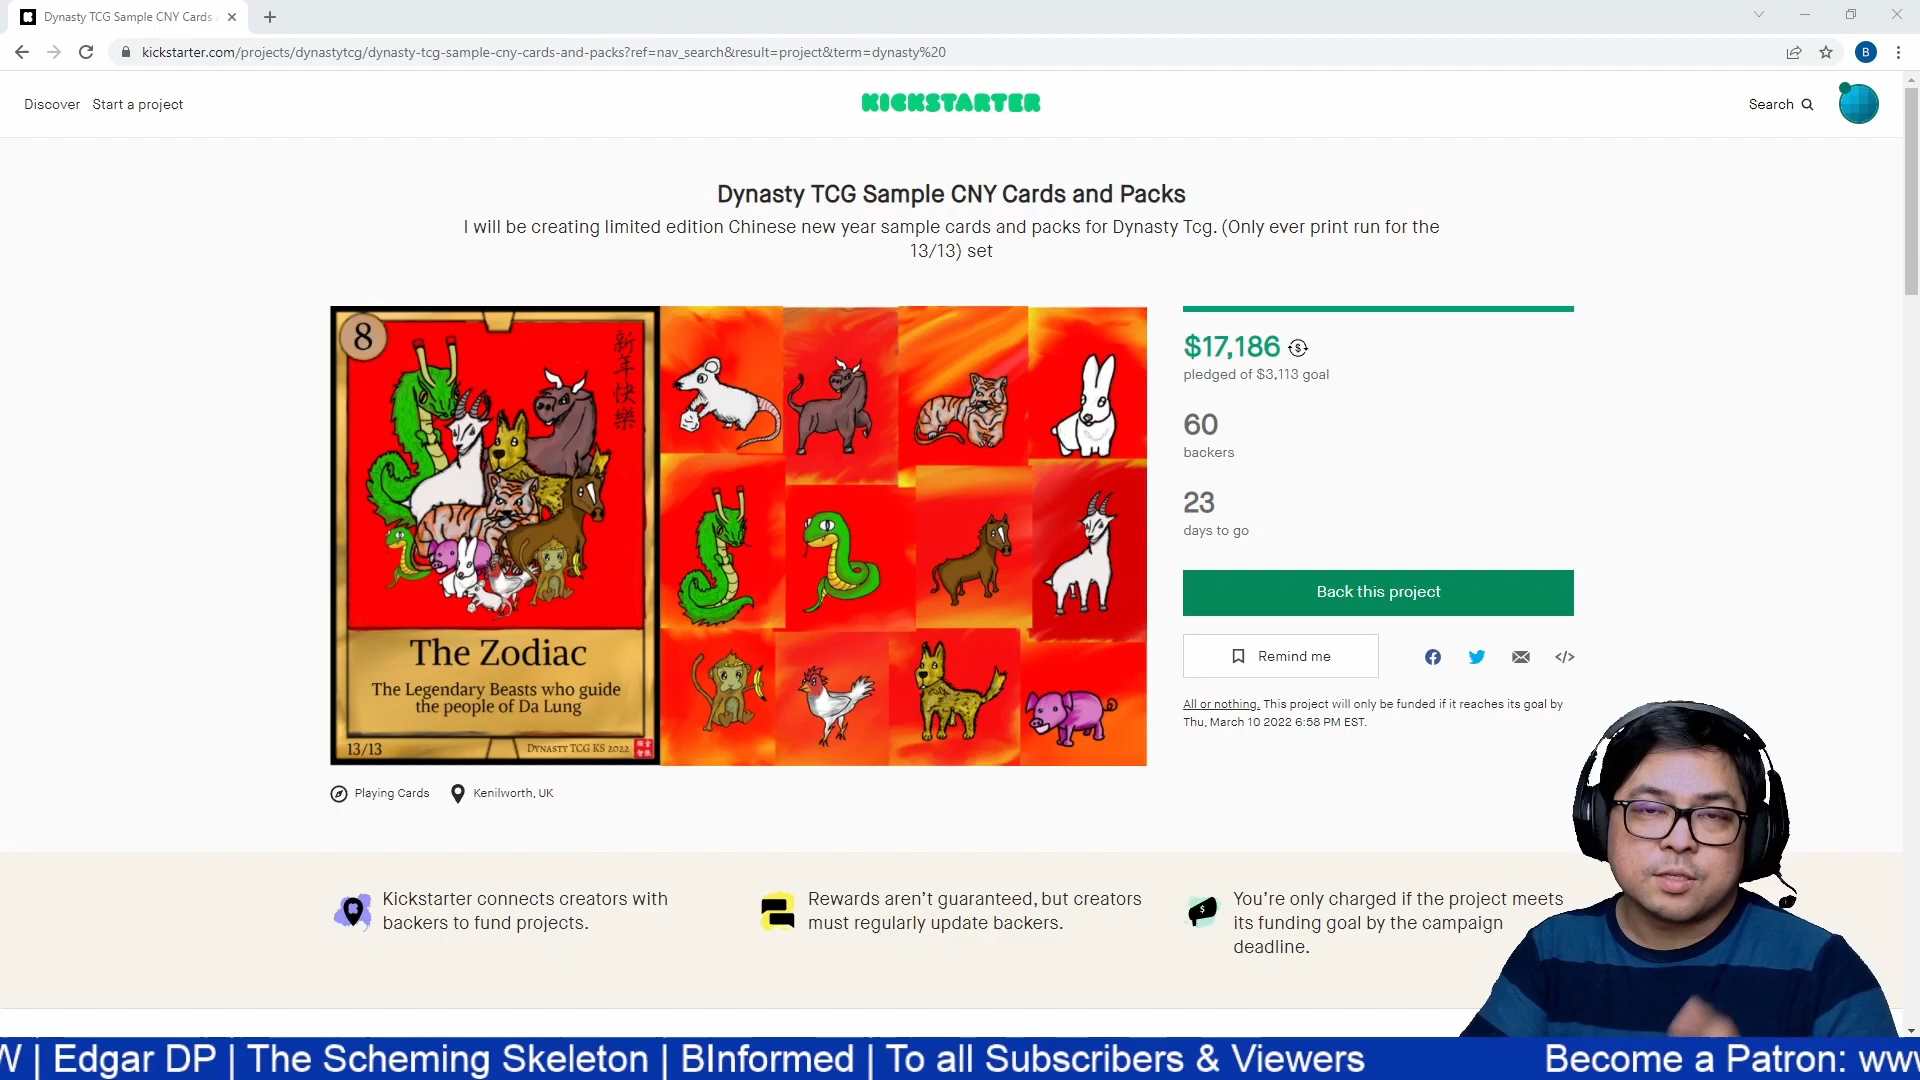 Dynasty TCG Sample CNY Cards
kickstarter.com/projects/dynastytcg/dynasty-tcg-sample-cny-cards-and-packs?ref=nav_search&result=project&term=dynasty%20
B
Discover Start a project
KICKSTARTER
Search
Dynasty TCG Sample CNY Cards and Packs
I will be creating limited edition Chinese new year sample cards and packs for Dynasty Tcg. (Only ever print run for the
13/13) set
8
新年快樂
The Zodiac
The Legendary Beasts who guide
the people of Da Lung
13/13
DYNASTY TCG KS 2022
$17,186
pledged of $3,113 goal
60
backers
23
days to go
Back this project
Remind me
All or nothing. This project will only be funded if it reaches its goal by
Thu, March 10 2022 6:58 PM EST.
Playing Cards
Kenilworth, UK
Kickstarter connects creators with
backers to fund projects.
Rewards aren't guaranteed, but creators
must regularly update backers.
You're only charged if the project meets
its funding goal by the campaign
deadline.
W | Edgar DP | The Scheming Skeleton | BInformed | To all Subscribers & Viewers Become a Patron: www